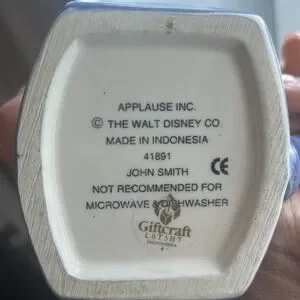 APPLAUSE INC.
© THE WALT DISNEY CO
MADE IN INDONESIA
41891
JOHN SMITH
CE
NOT RECOMMENDED FOR
MICROWAVE & DISHWASHER
Giftcraft
INDONESIA